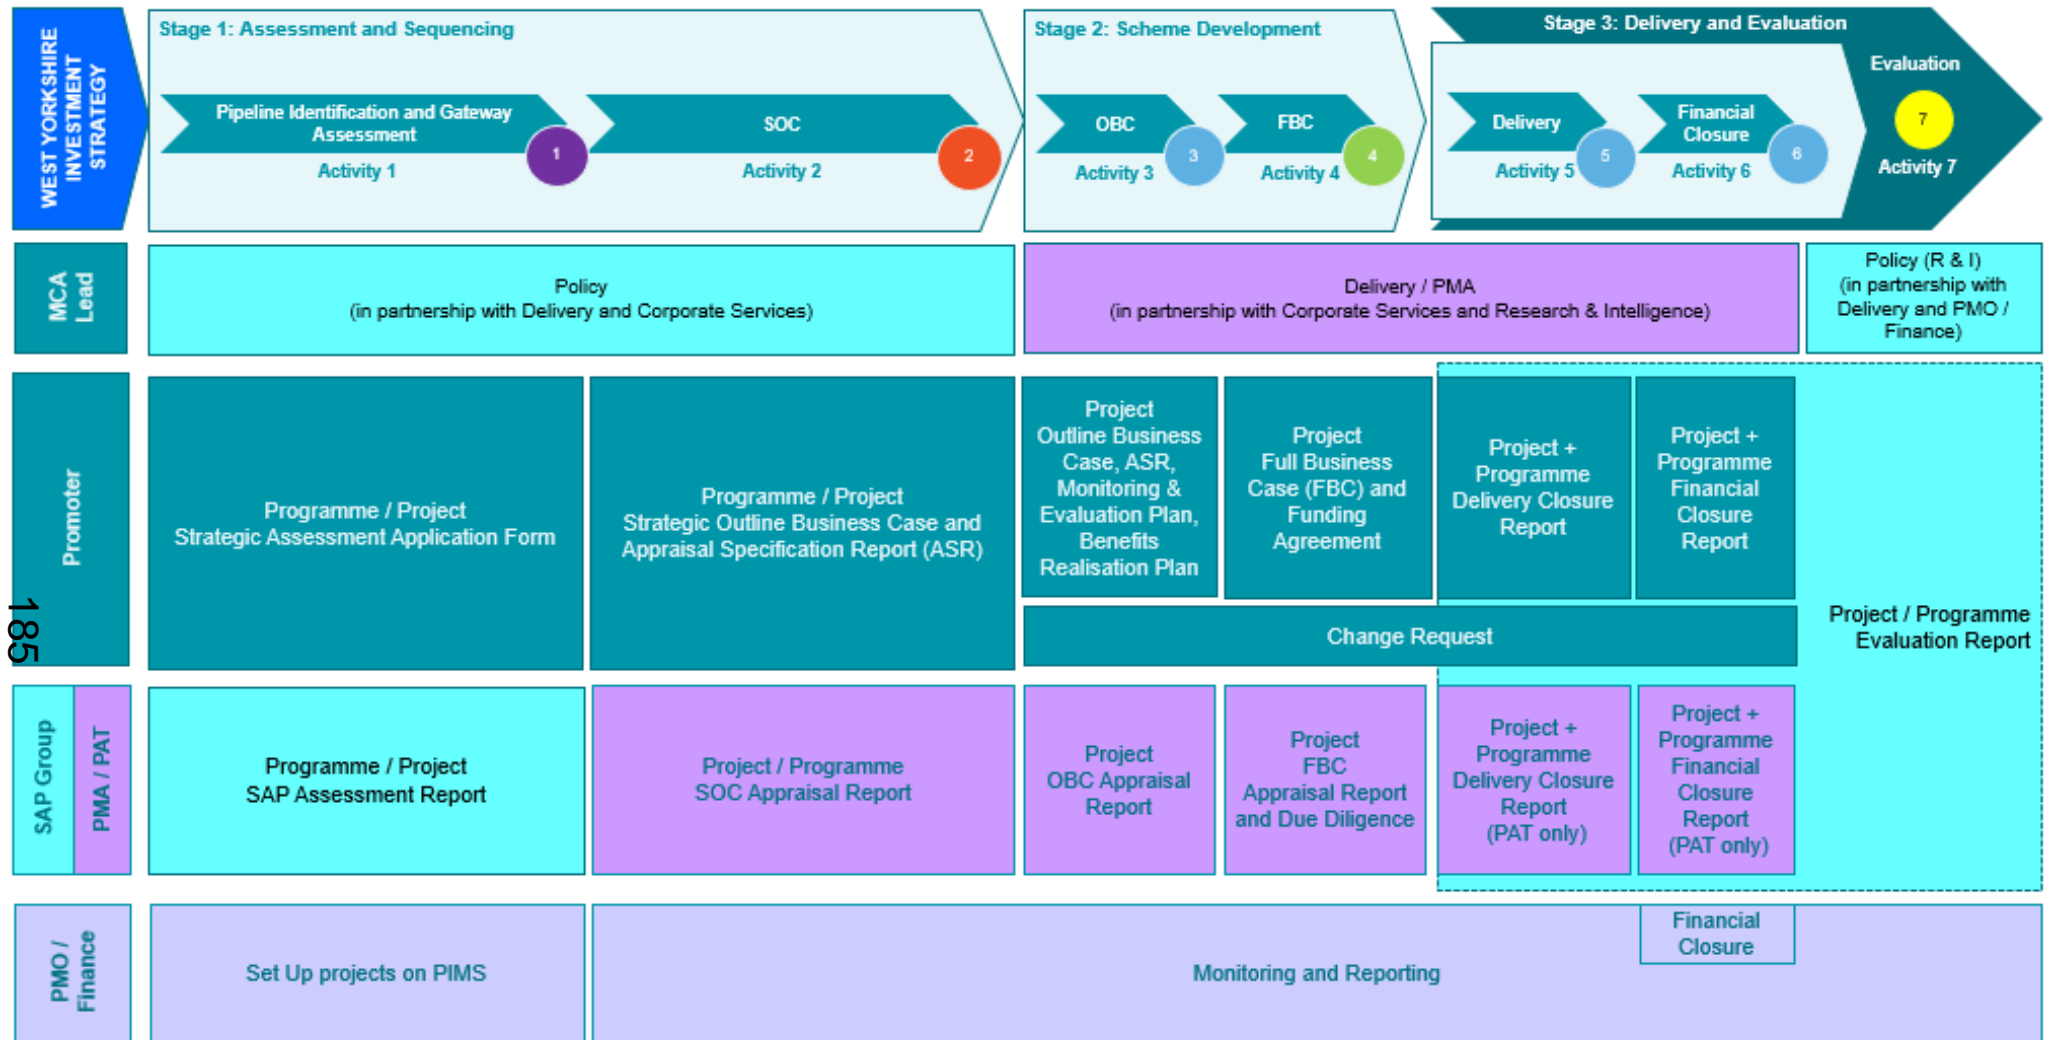 WEST YORKSHIRE
INVESTMENT
STRATEGY
Stage 1: Assessment and Sequencing
Pipeline Identification and Gateway
Assessment
1
Activity 1
SOC
2
Activity 2
Stage 2: Scheme Development
OBC
3
Activity 3
FBC
4
Activity 4
Stage 3: Delivery and Evaluation
Delivery
5
Activity 5
Financial
Closure
6
Activity 6
Evaluation
7
Activity 7
MCA
Lead
Policy
(in partnership with Delivery and Corporate Services)
Delivery / PMA
(in partnership with Corporate Services and Research & Intelligence)
Policy (R & I)
(in partnership with
Delivery and PMO /
Finance)
Promoter
Programme / Project
Strategic Assessment Application Form
Programme / Project
Strategic Outline Business Case and
Appraisal Specification Report (ASR)
Project
Outline Business
Case, ASR,
Monitoring &
Evaluation Plan,
Benefits
Realisation Plan
Project
Full Business
Case (FBC) and
Funding
Agreement
Project +
Programme
Delivery Closure
Report
Project +
Programme
Financial
Closure
Report
Change Request
Project / Programme
Evaluation Report
185
SAP Group
PMA / PAT
Programme / Project
SAP Assessment Report
Project / Programme
SOC Appraisal Report
Project
OBC Appraisal
Report
Project
FBC
Appraisal Report
and Due Diligence
Project +
Programme
Delivery Closure
Report
(PAT only)
Project +
Programme
Financial
Closure
Report
(PAT only)
PMO /
Finance
Set Up projects on PIMS
Monitoring and Reporting
Financial
Closure